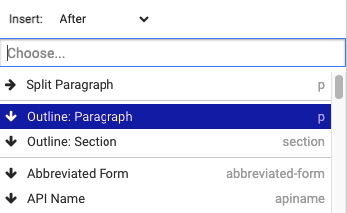 Insert: After
Choose...
Split Paragraph p
Outline: Paragraph p
Outline: Section section
Abbreviated Form abbreviated-form
API Name apiname